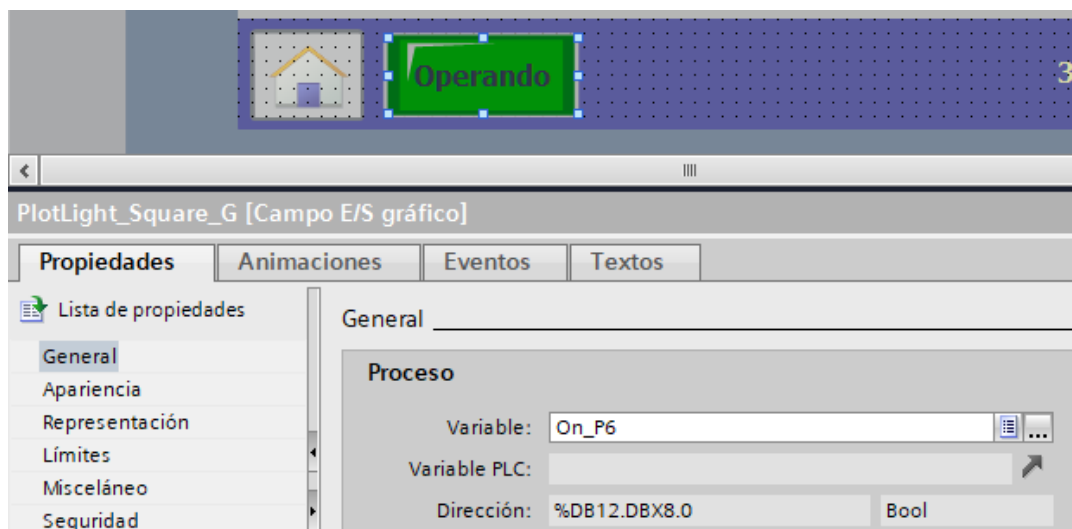 Operando
3
PlotLight_Square_G [Campo E/S gráfico]
Propiedades Animaciones Eventos Textos
Lista de propiedades
General
General
Apariencia
Proceso
Representación
Variable: On_P6 ...
Límites
Variable PLC:
Misceláneo
Dirección: %DB12.DBX8.0 Bool
Seguridad